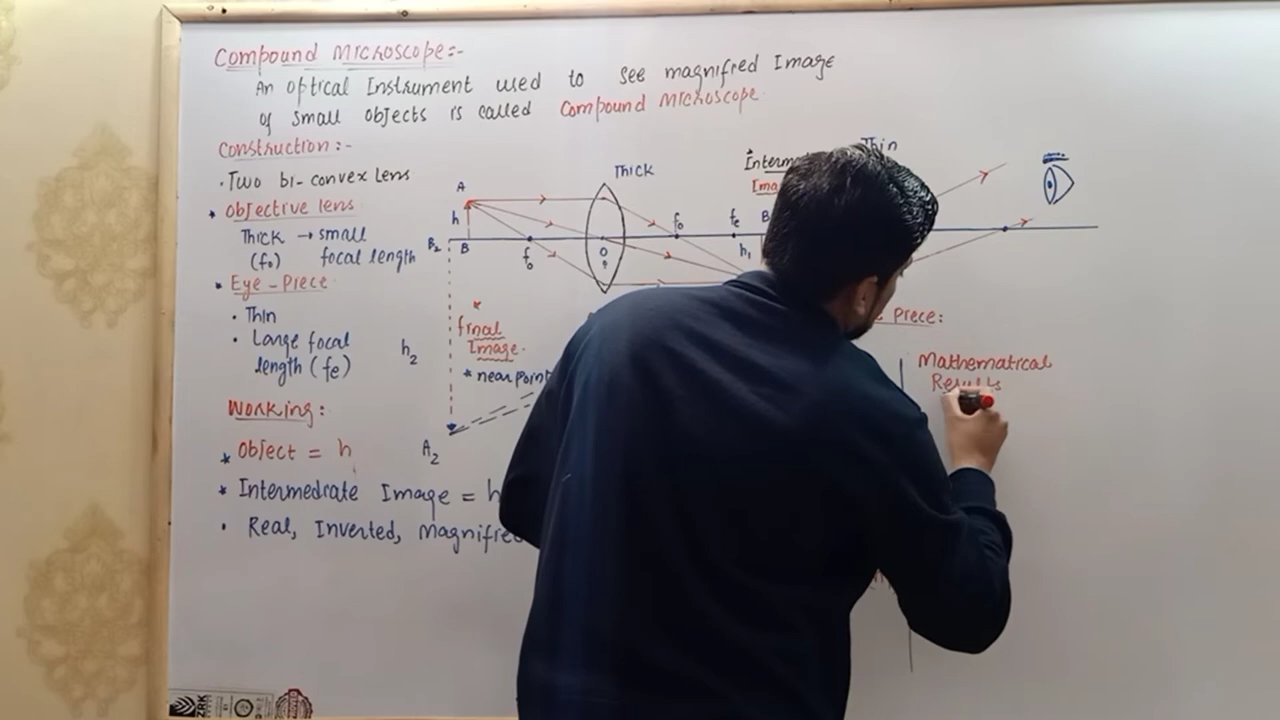 Compound Microscope:-
An optical Instrument used to see magnified Image
of small objects is called Compound Microscope.
Construction:-
• Two bi-convex Lens
* Objective lens
Thick → small
(fo) focal length
* Eye-Piece
• Thin
• Large focal
length (fe)
Working:
* Object = h
* Intermediate Image = h
• Real, Inverted, Magnified
A
h
B2
B
fo
O
Thick
fo
fe
B
h1
Thin
h2
* final
Image.
* near point
A2
Piece:
Mathematical
Results
ZRK